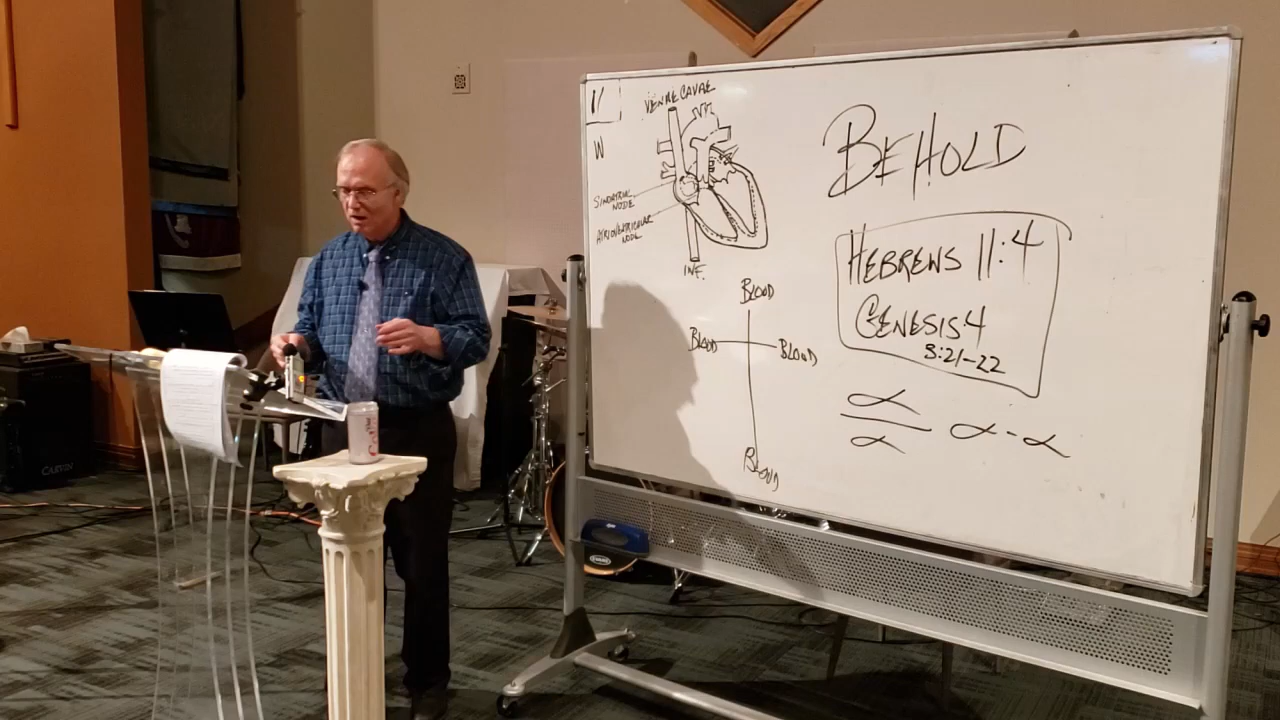 VENAE CAVAE
W
SINOATRIAL
NODE
ATRIOVENTRICULAR
NODE
INF.
BEHOLD
HEBREWS 11:4
GENESIS 4
3:21-22
BLOOD
BLOOD
BLOOD
BLOOD
α
α
α - α
CARVIN